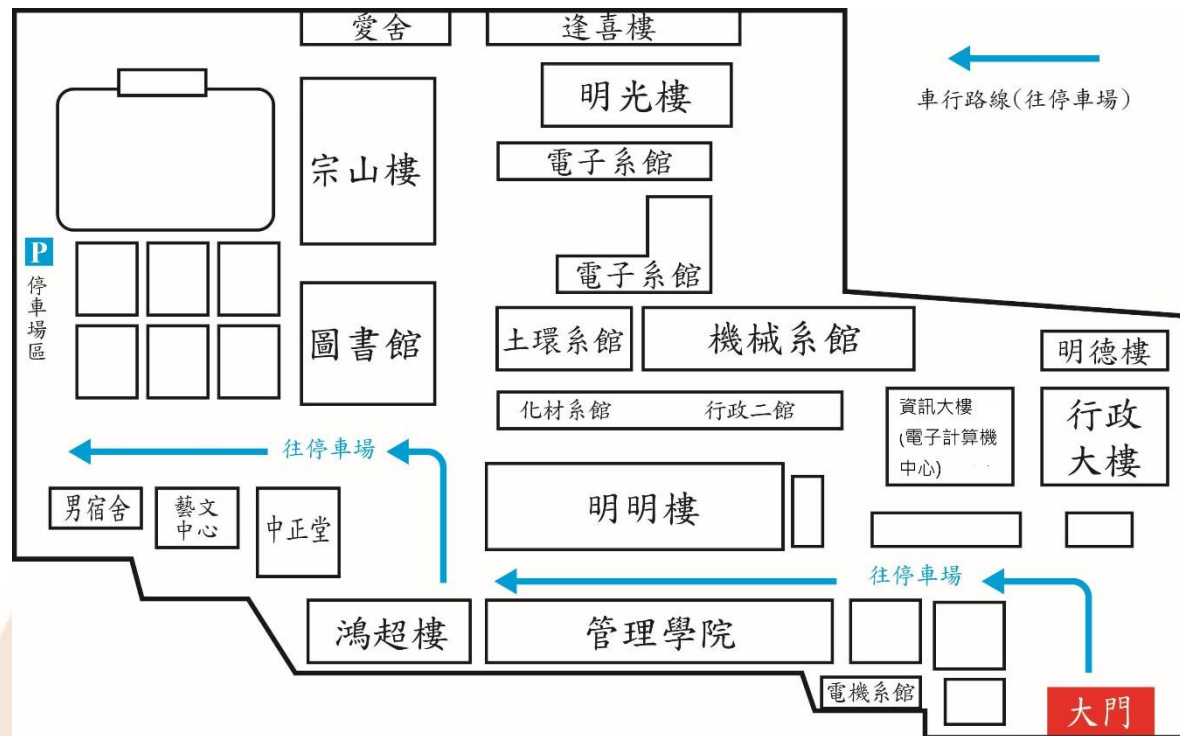 愛舍
逢喜樓
明光樓
車行路線(往停車場)
宗山樓
電子系館
P
停車場區
電子系館
圖書館
土環系館
機械系館
明德樓
化材系館
行政二館
資訊大樓
(電子計算機
中心)
行政
大樓
往停車場
男宿舍
藝文
中心
中正堂
明明樓
往停車場
鴻超樓
管理學院
電機系館
大門